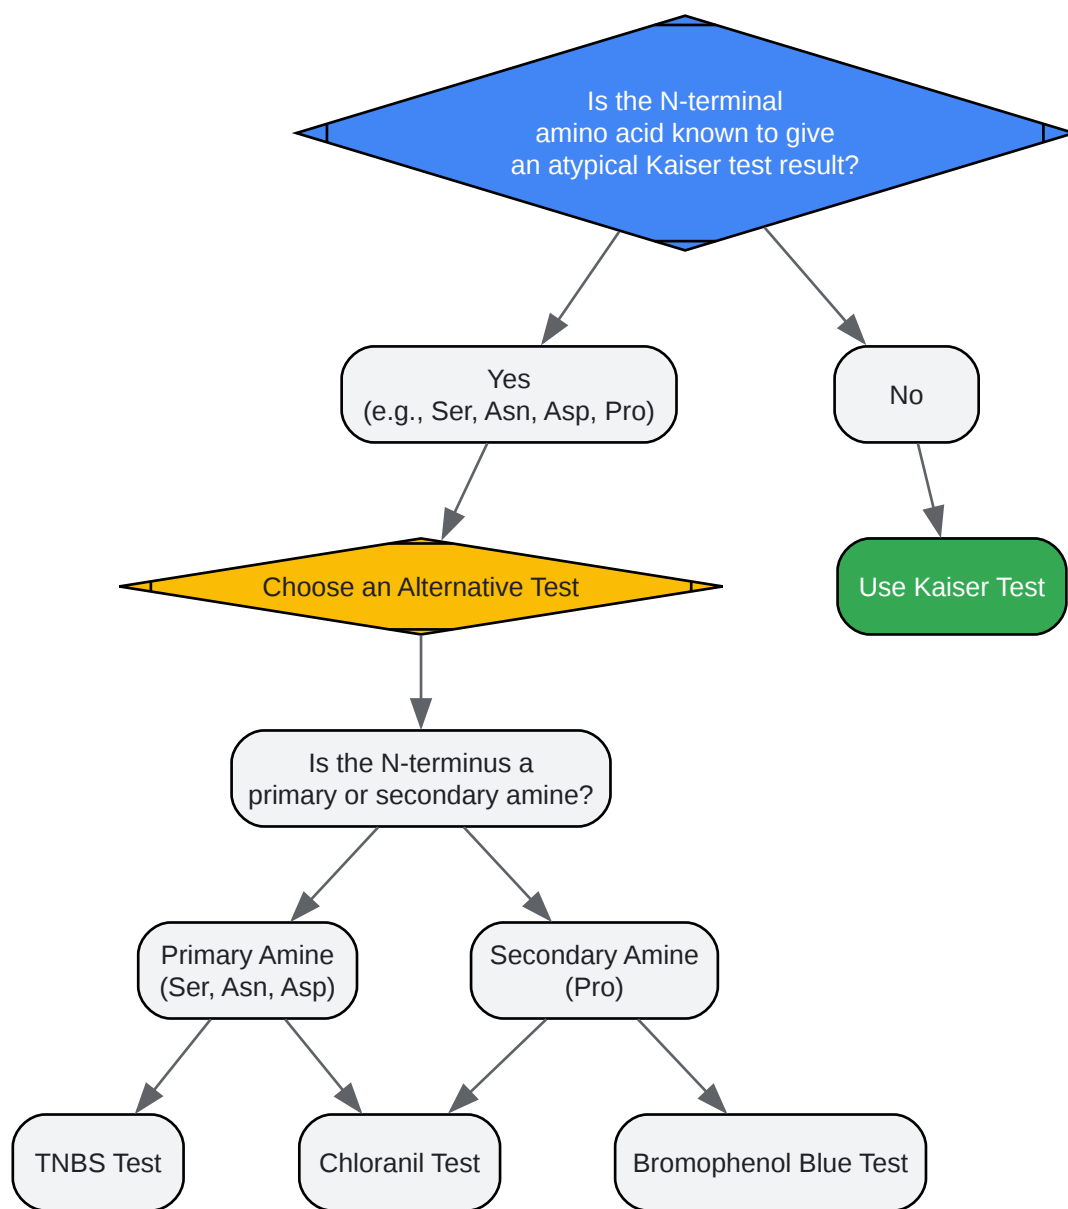 Is the N-terminal
amino acid known to give
an atypical Kaiser test result?
Yes
(e.g., Ser, Asn, Asp, Pro)
No
Choose an Alternative Test
Use Kaiser Test
Is the N-terminus a
primary or secondary amine?
Primary Amine
(Ser, Asn, Asp)
Secondary Amine
(Pro)
TNBS Test
Chloranil Test
Bromophenol Blue Test